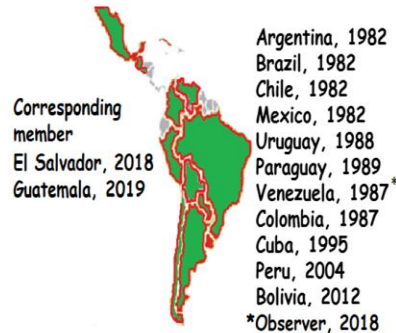 Corresponding
member
El Salvador, 2018
Guatemala, 2019
Argentina, 1982
Brazil, 1982
Chile, 1982
Mexico, 1982
Uruguay, 1988
Paraguay, 1989
Venezuela, 1987*
Colombia, 1987
Cuba, 1995
Peru, 2004
Bolivia, 2012
*Observer, 2018